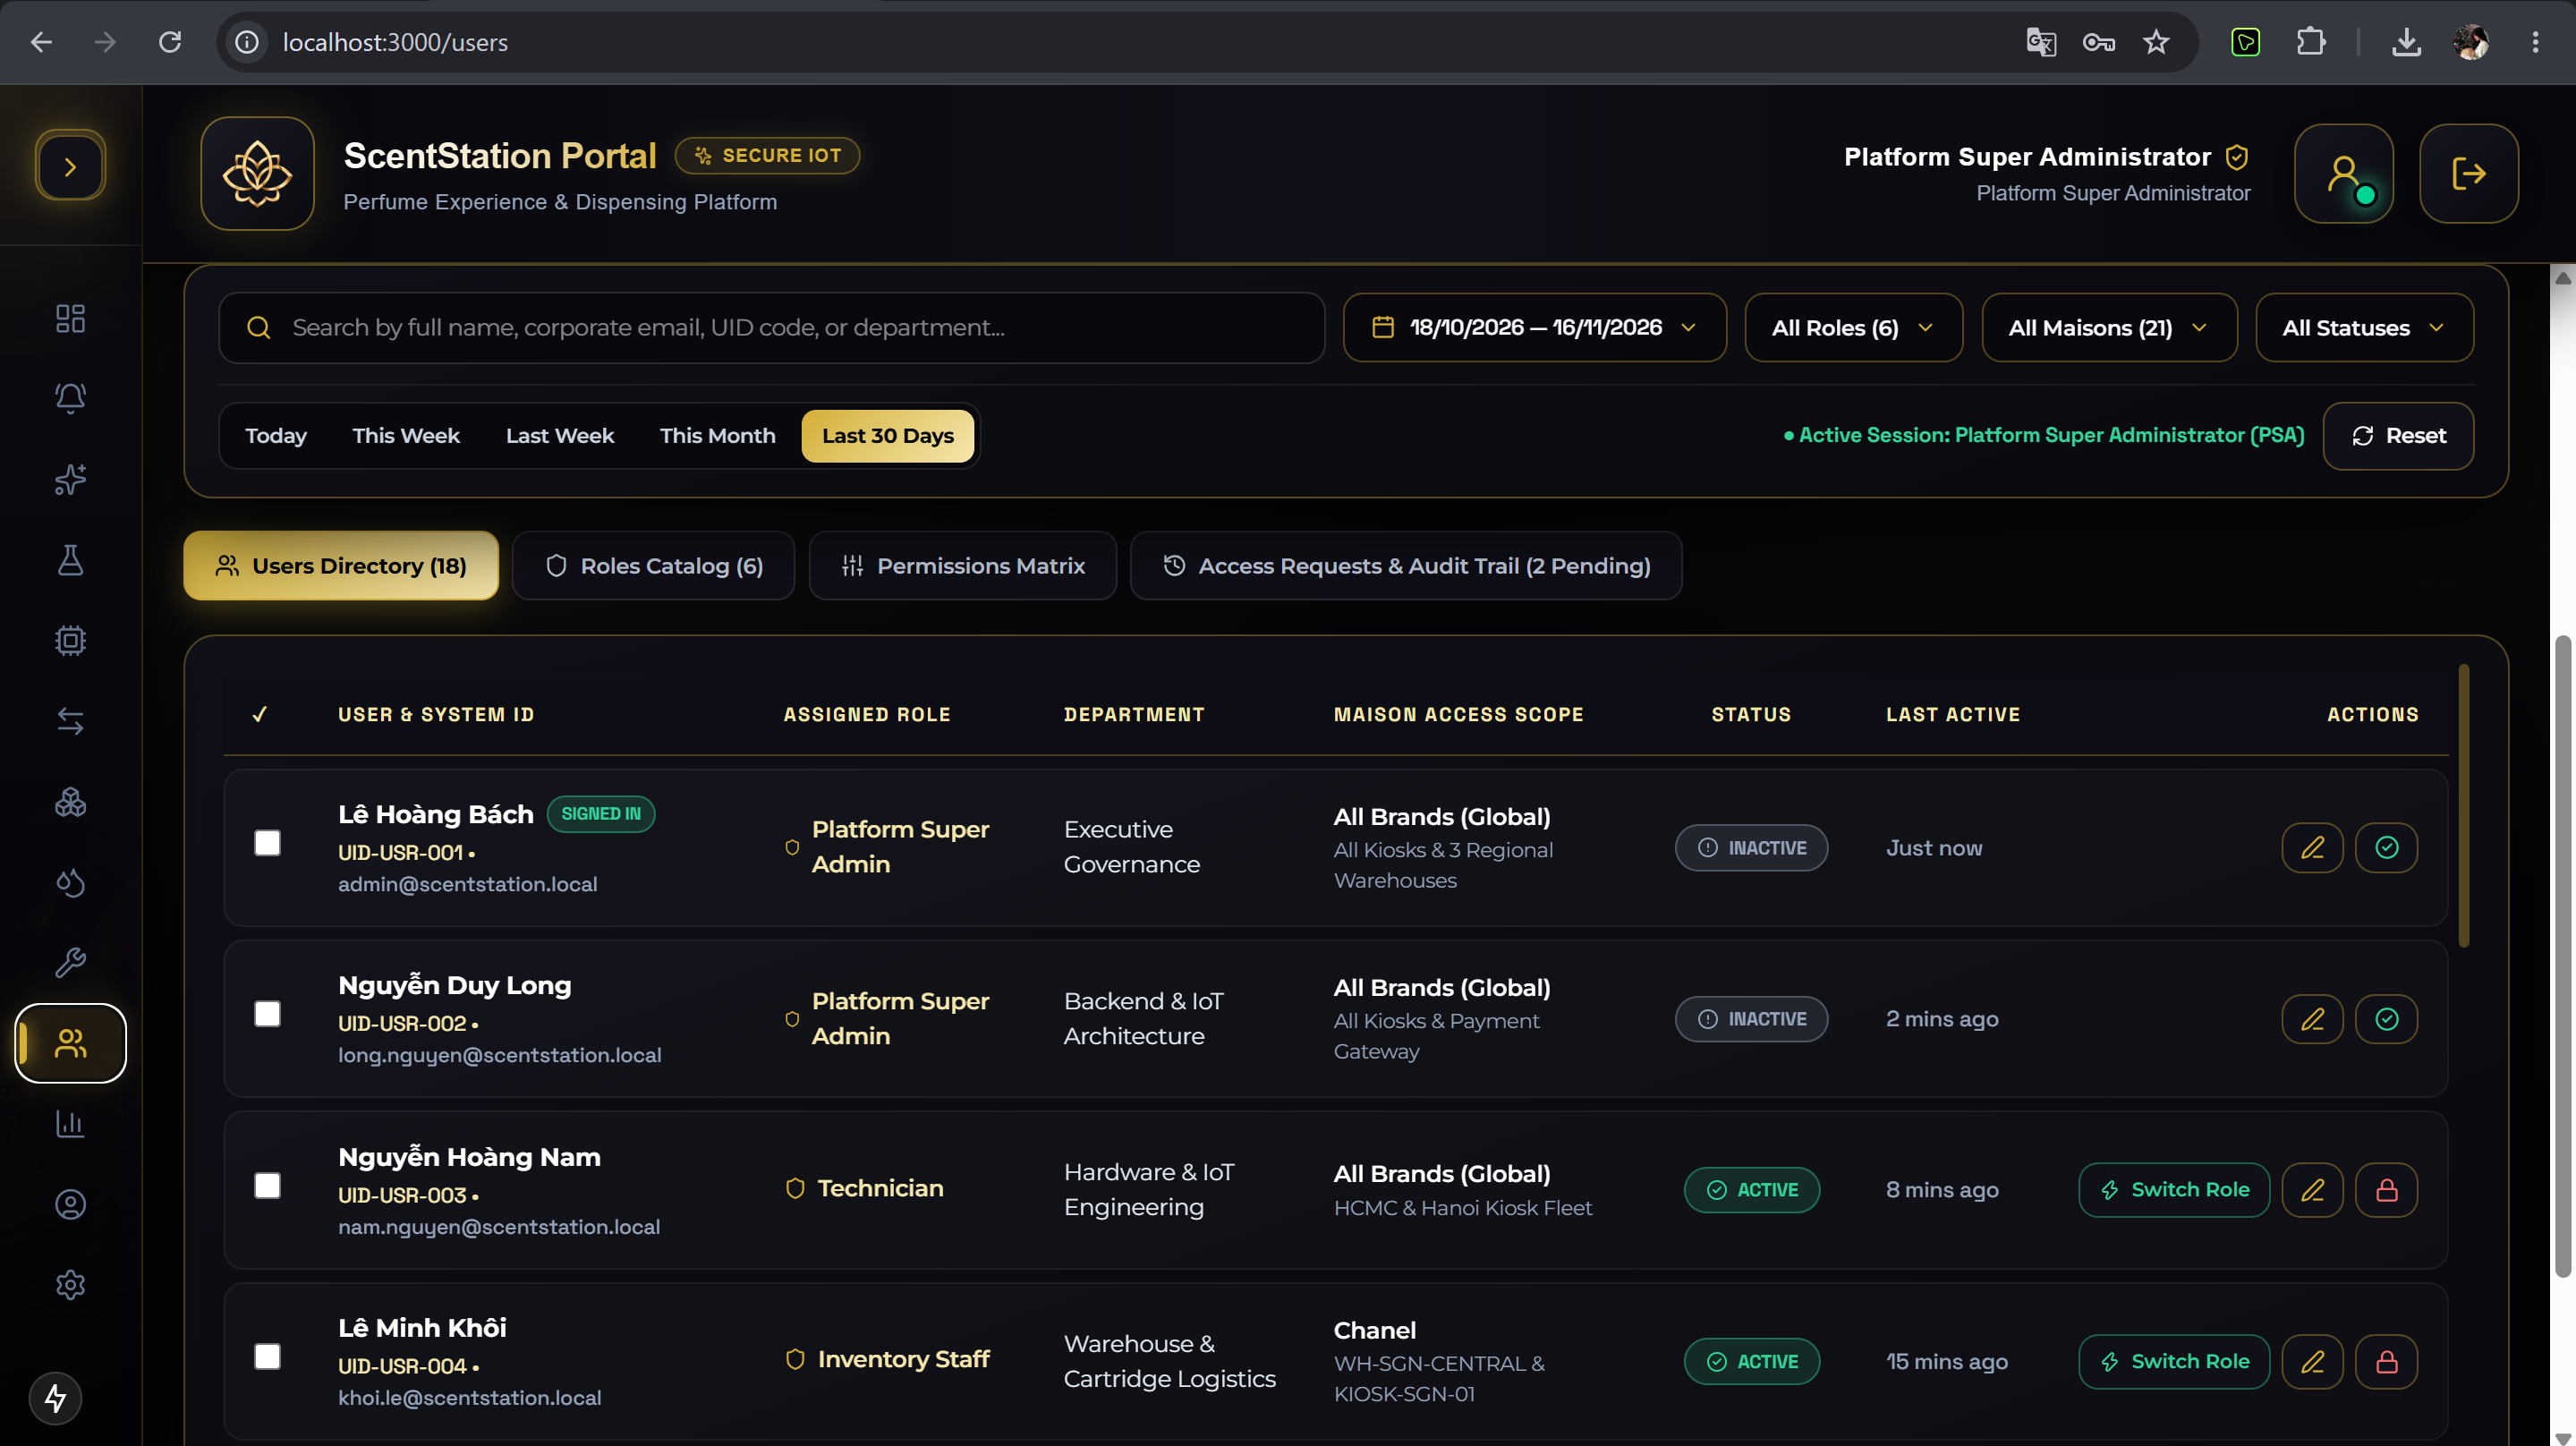 localhost:3000/users
ScentStation Portal
SECURE IOT
Perfume Experience & Dispensing Platform
Platform Super Administrator
Platform Super Administrator
Search by full name, corporate email, UID code, or department...
18/10/2026 — 16/11/2026
All Roles (6)
All Maisons (21)
All Statuses
Today
This Week
Last Week
This Month
Last 30 Days
• Active Session: Platform Super Administrator (PSA)
Reset
Users Directory (18)
Roles Catalog (6)
Permissions Matrix
Access Requests & Audit Trail (2 Pending)
✓
USER & SYSTEM ID
ASSIGNED ROLE
DEPARTMENT
MAISON ACCESS SCOPE
STATUS
LAST ACTIVE
ACTIONS
Lê Hoàng Bách
SIGNED IN
UID-USR-001 •
admin@scentstation.local
Platform Super
Admin
Executive
Governance
All Brands (Global)
All Kiosks & 3 Regional
Warehouses
INACTIVE
Just now
Nguyễn Duy Long
UID-USR-002 •
long.nguyen@scentstation.local
Platform Super
Admin
Backend & IoT
Architecture
All Brands (Global)
All Kiosks & Payment
Gateway
INACTIVE
2 mins ago
Nguyễn Hoàng Nam
UID-USR-003 •
nam.nguyen@scentstation.local
Technician
Hardware & IoT
Engineering
All Brands (Global)
HCMC & Hanoi Kiosk Fleet
ACTIVE
8 mins ago
Switch Role
Lê Minh Khôi
UID-USR-004 •
khoi.le@scentstation.local
Inventory Staff
Warehouse &
Cartridge Logistics
Chanel
WH-SGN-CENTRAL &
KIOSK-SGN-01
ACTIVE
15 mins ago
Switch Role